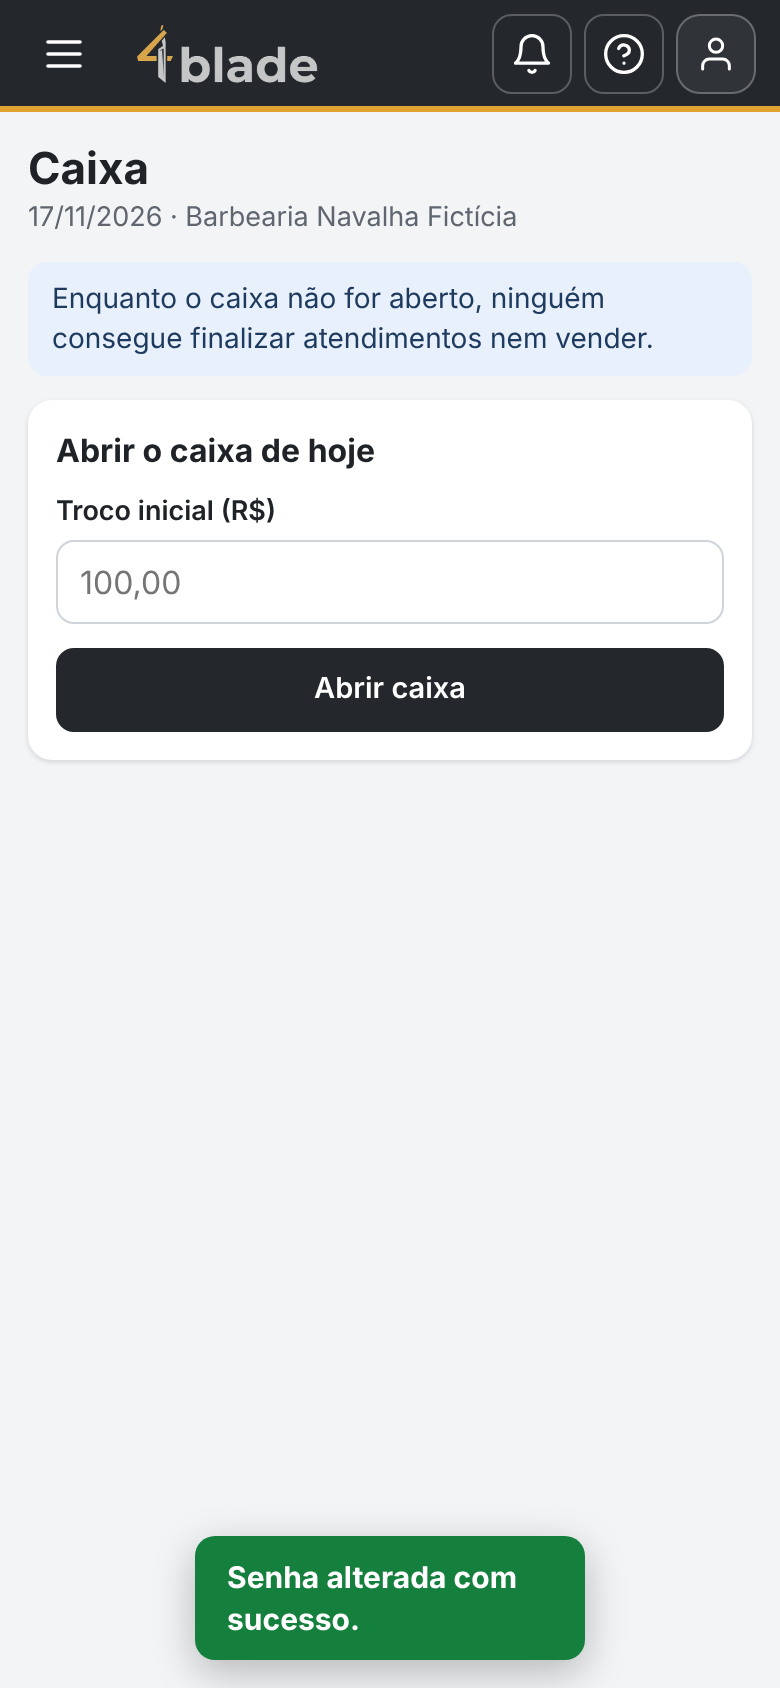 4blade
Caixa
17/11/2026 · Barbearia Navalha Fictícia
Enquanto o caixa não for aberto, ninguém
consegue finalizar atendimentos nem vender.
Abrir o caixa de hoje
Troco inicial (R$)
100,00
Abrir caixa
Senha alterada com
sucesso.